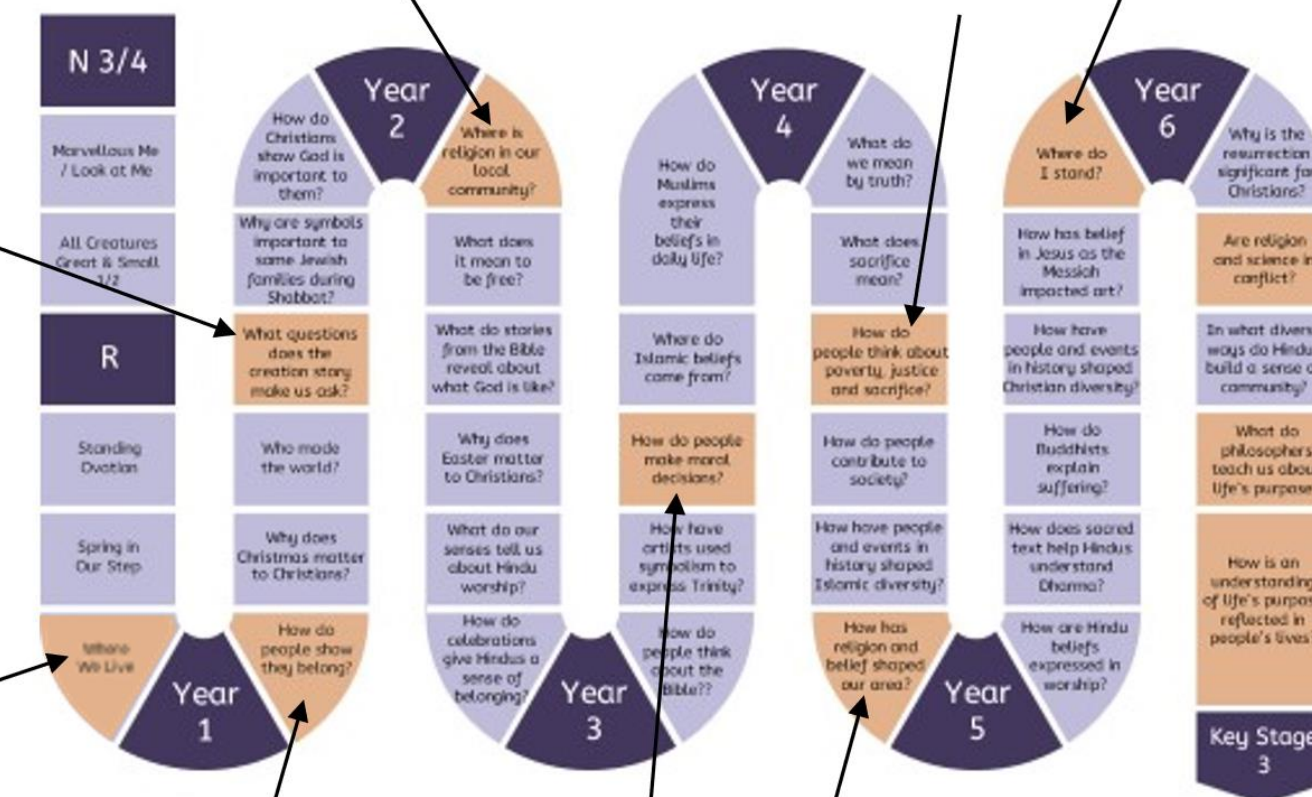 N 3/4
Marvellous Me
/ Look at Me
All Creatures
Great & Small
1/2
R
Standing
Ovation
Spring in
Our Step
Where
We Live
Year
1
How do
people show
they belong?
Why does
Christmas matter
to Christians?
Who made
the world?
What questions
does the
creation story
make us ask?
Why are symbols
important to
some Jewish
families during
Shabbat?
How do
Christians
show God is
important to
them?
Year
2
Where is
religion in our
local
community?
What does
it mean to
be free?
What do stories
from the Bible
reveal about
what God is like?
Why does
Easter matter
to Christians?
What do our
senses tell us
about Hindu
worship?
How do
celebrations
give Hindus a
sense of
belonging?
Year
3
How do
people think
about the
Bible??
How have
artists used
symbolism to
express Trinity?
How do people
make moral
decisions?
Where do
Islamic beliefs
come from?
How do
Muslims
express
their
beliefs in
daily life?
Year
4
What do
we mean
by truth?
What does
sacrifice
mean?
How do
people think about
poverty, justice
and sacrifice?
How do people
contribute to
society?
How have people
and events in
history shaped
Islamic diversity?
How has
religion and
belief shaped
our area?
Year
5
How are Hindu
beliefs
expressed in
worship?
How does sacred
text help Hindus
understand
Dharma?
How do
Buddhists
explain
suffering?
How have
people and events
in history shaped
Christian diversity?
How has belief
in Jesus as the
Messiah
impacted art?
Where do
I stand?
Year
6
Why is the
resurrection
significant for
Christians?
Are religion
and science in
conflict?
In what
ways do
build a sense
community?
What do
philosophers
teach us
life's
How is an
understanding
of life's
reflected in
people's
Key Stage
3